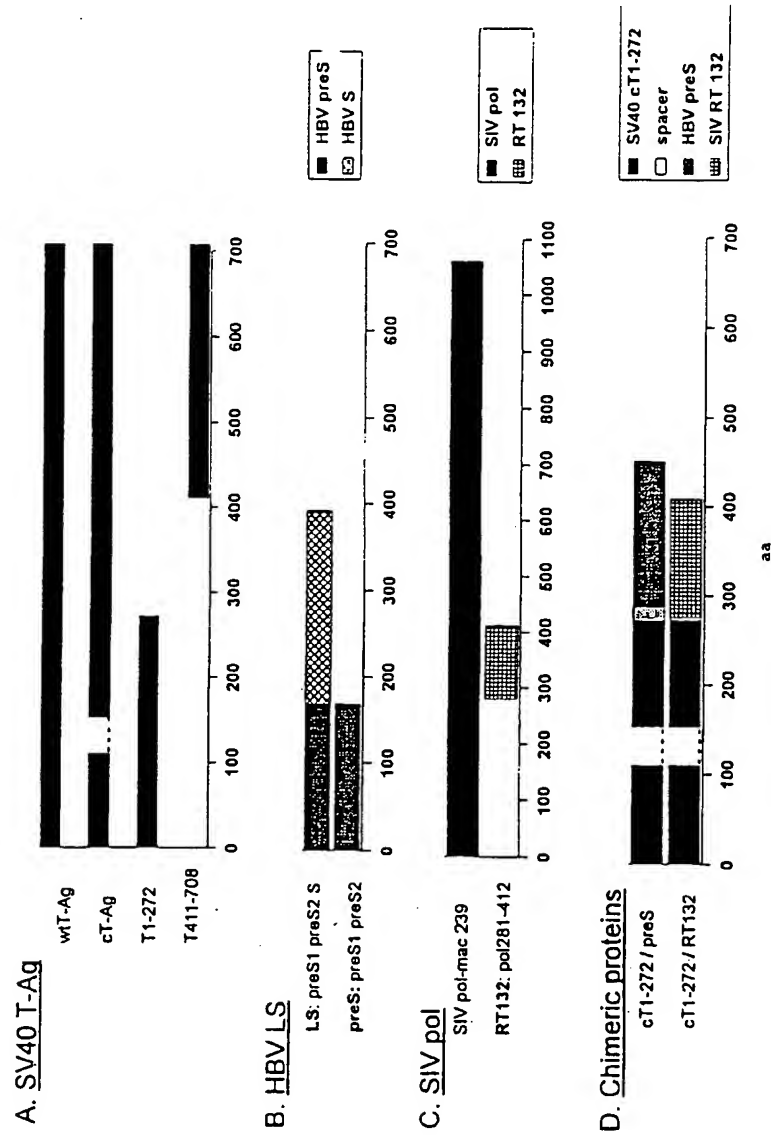 A. SV40 T-Ag
wtT-Ag
cT-Ag
T1-272
T411-708
0 100 200 300 400 500 600 700
B. HBV LS
LS: preS1 preS2 S
preS: preS1 preS2
0 100 200 300 400 500 600 700
HBV preS
HBV S
C. SIV pol
SIV pol-mac 239
RT132: pol281-412
0 100 200 300 400 500 600 700 800 900 1000 1100
SIV pol
RT 132
D. Chimeric proteins
cT1-272 / preS
cT1-272 / RT132
0 100 200 300 400 500 600 700
aa
SV40 cT1-272
spacer
HBV preS
SIV RT 132